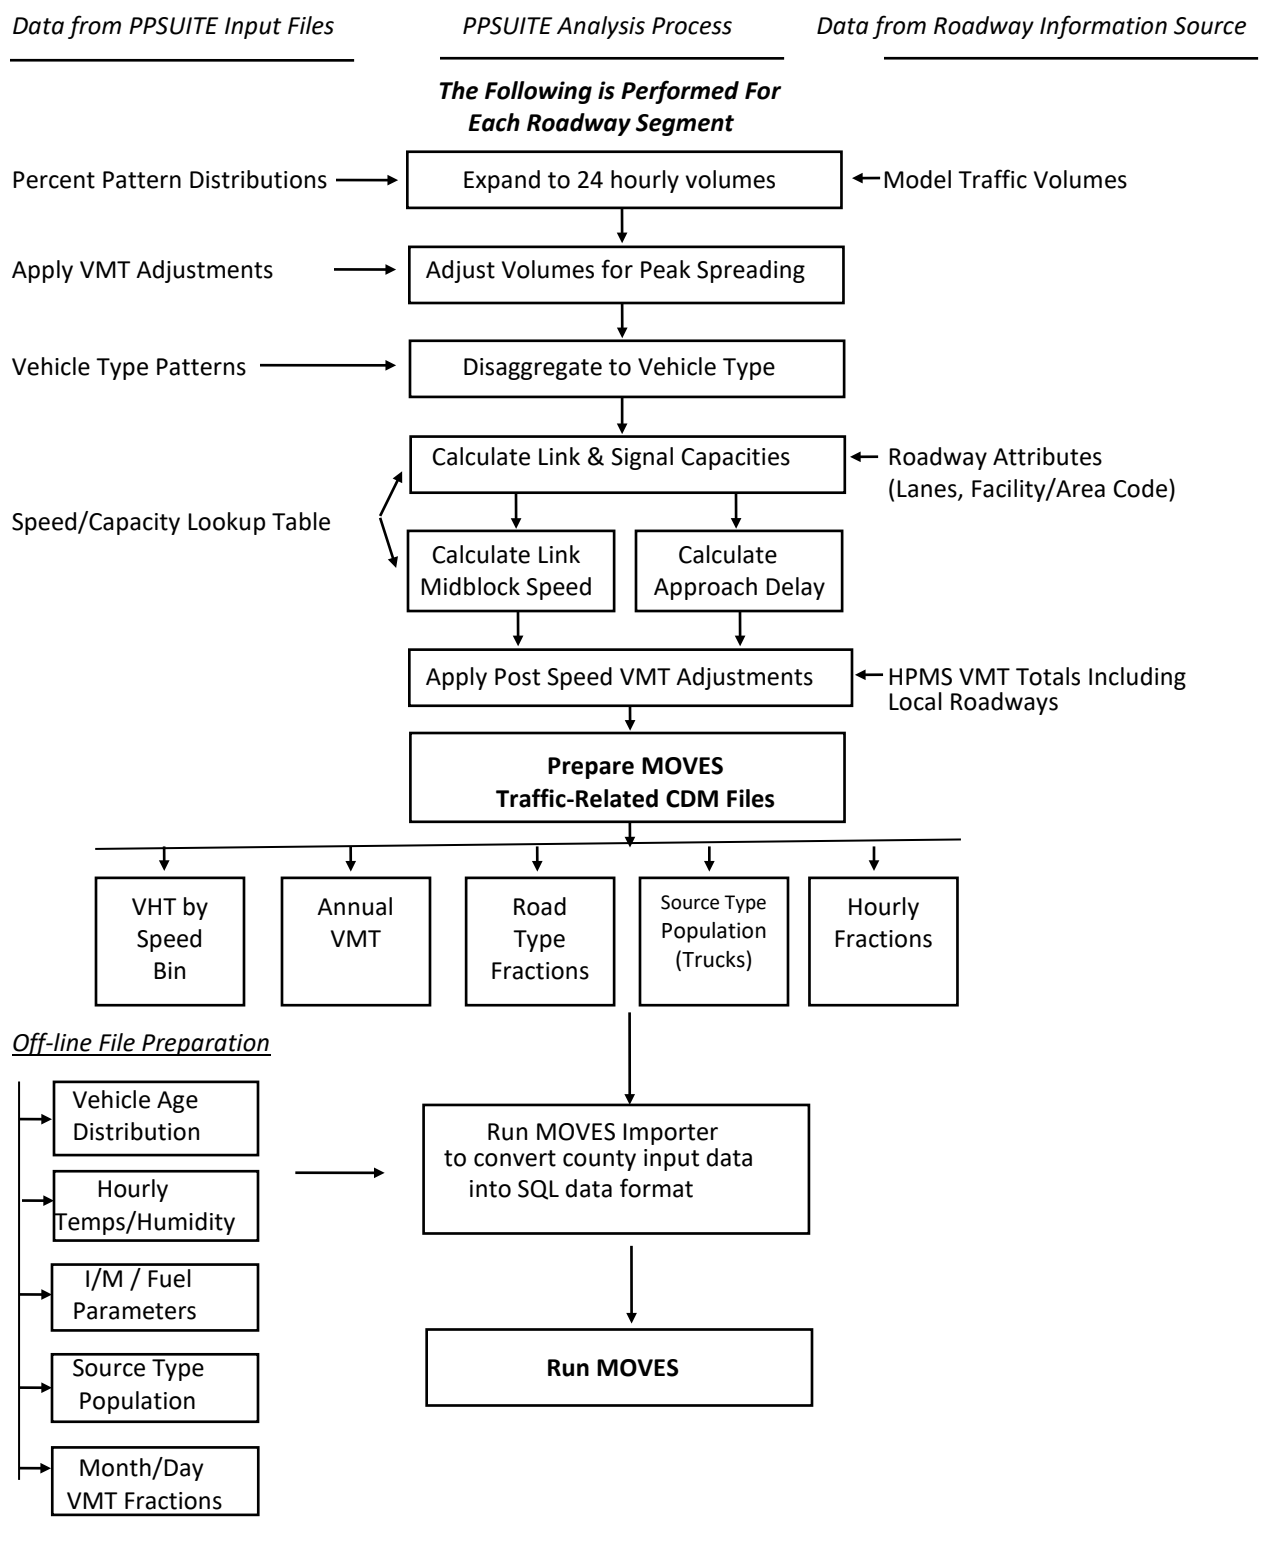 Data from PPSUITE Input Files
PPSUITE Analysis Process
Data from Roadway Information Source
The Following is Performed For
Each Roadway Segment
Percent Pattern Distributions
Expand to 24 hourly volumes
Model Traffic Volumes
Apply VMT Adjustments
Adjust Volumes for Peak Spreading
Vehicle Type Patterns
Disaggregate to Vehicle Type
Calculate Link & Signal Capacities
Roadway Attributes
(Lanes, Facility/Area Code)
Speed/Capacity Lookup Table
Calculate Link
Midblock Speed
Calculate
Approach Delay
Apply Post Speed VMT Adjustments
HPMS VMT Totals Including
Local Roadways
Prepare MOVES
Traffic-Related CDM Files
VHT by
Speed
Bin
Annual
VMT
Road
Type
Fractions
Source Type
Population
(Trucks)
Hourly
Fractions
Off-line File Preparation
Vehicle Age
Distribution
Hourly
Temps/Humidity
I/M / Fuel
Parameters
Source Type
Population
Month/Day
VMT Fractions
Run MOVES Importer
to convert county input data
into SQL data format
Run MOVES